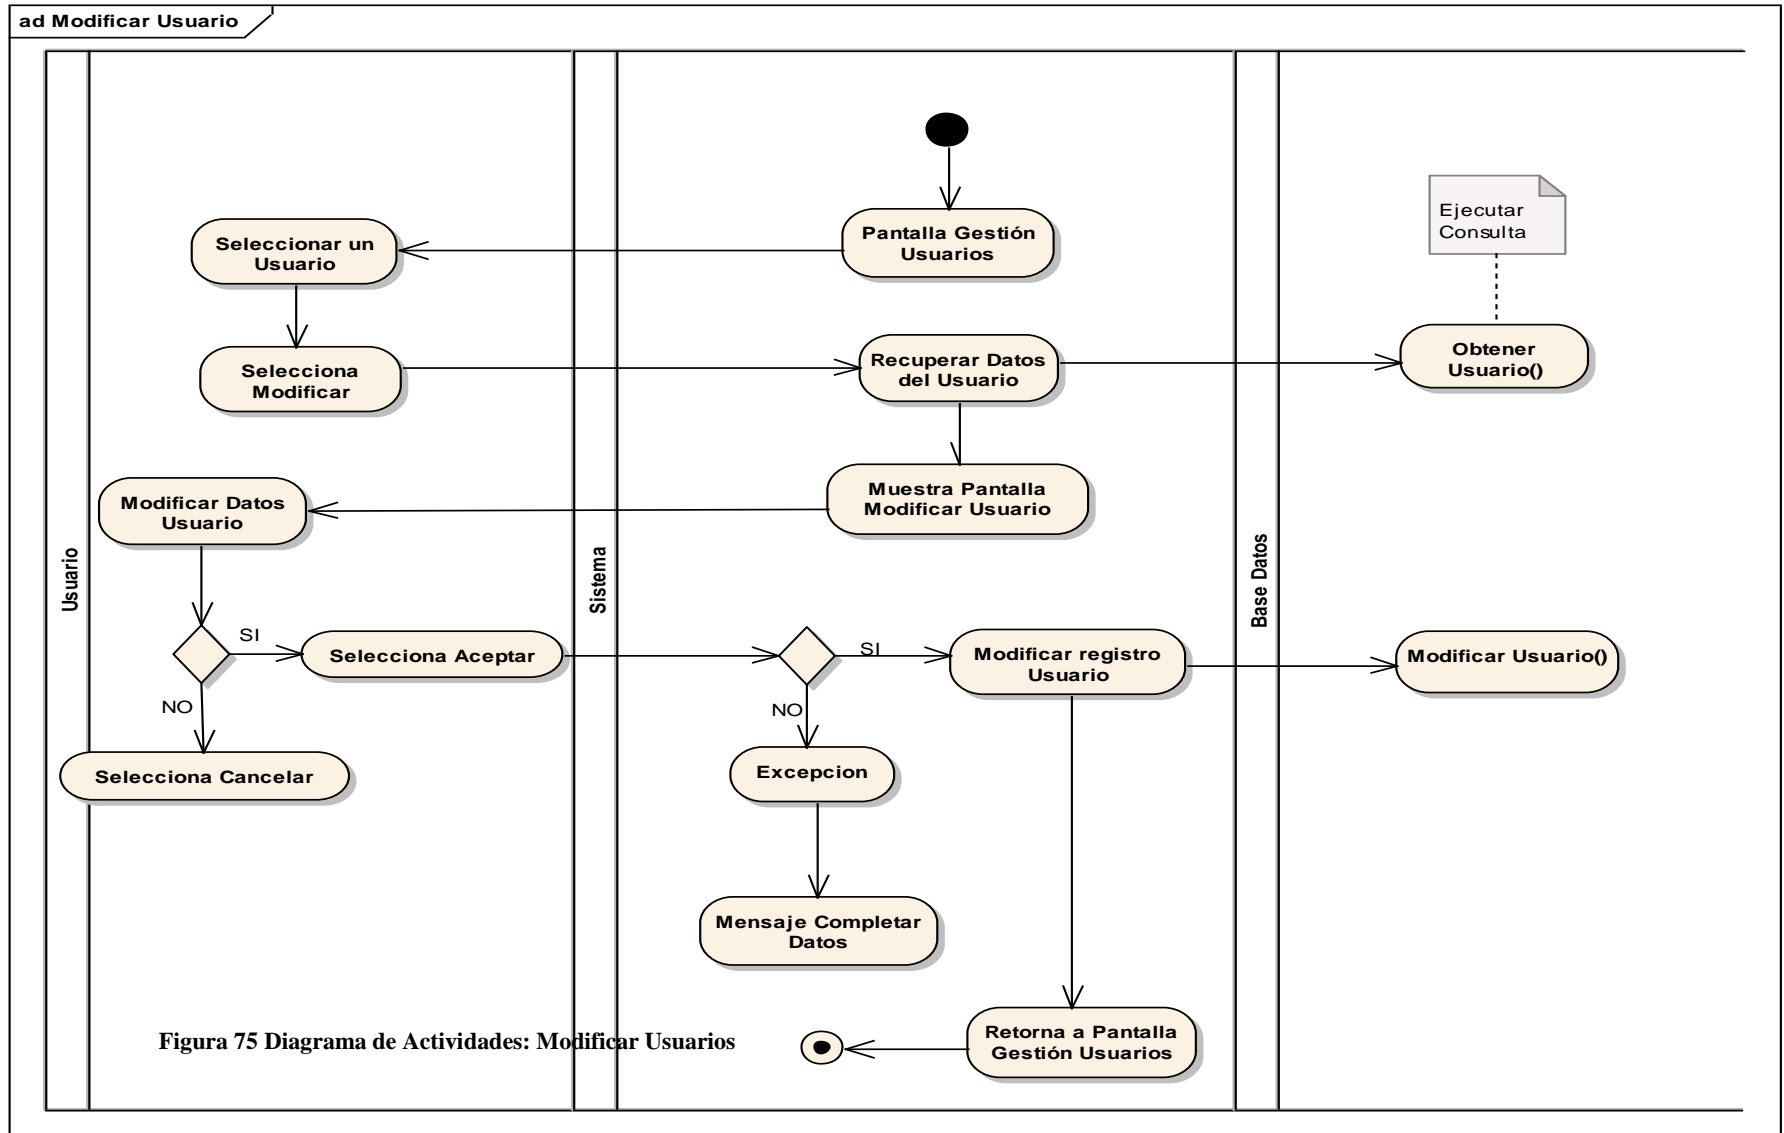 ad Modificar Usuario
Pantalla Gestión
Usuarios
Seleccionar un
Usuario
Ejecutar
Consulta
Selecciona
Modificar
Recuperar Datos
del Usuario
Obtener
Usuario()
Modificar Datos
Usuario
Muestra Pantalla
Modificar Usuario
Usuario
Sistema
Base Datos
SI
Selecciona Aceptar
SI
Modificar registro
Usuario
Modificar Usuario()
NO
NO
Selecciona Cancelar
Excepcion
Mensaje Completar
Datos
Retorna a Pantalla
Gestión Usuarios
Figura 75 Diagrama de Actividades: Modificar Usuarios